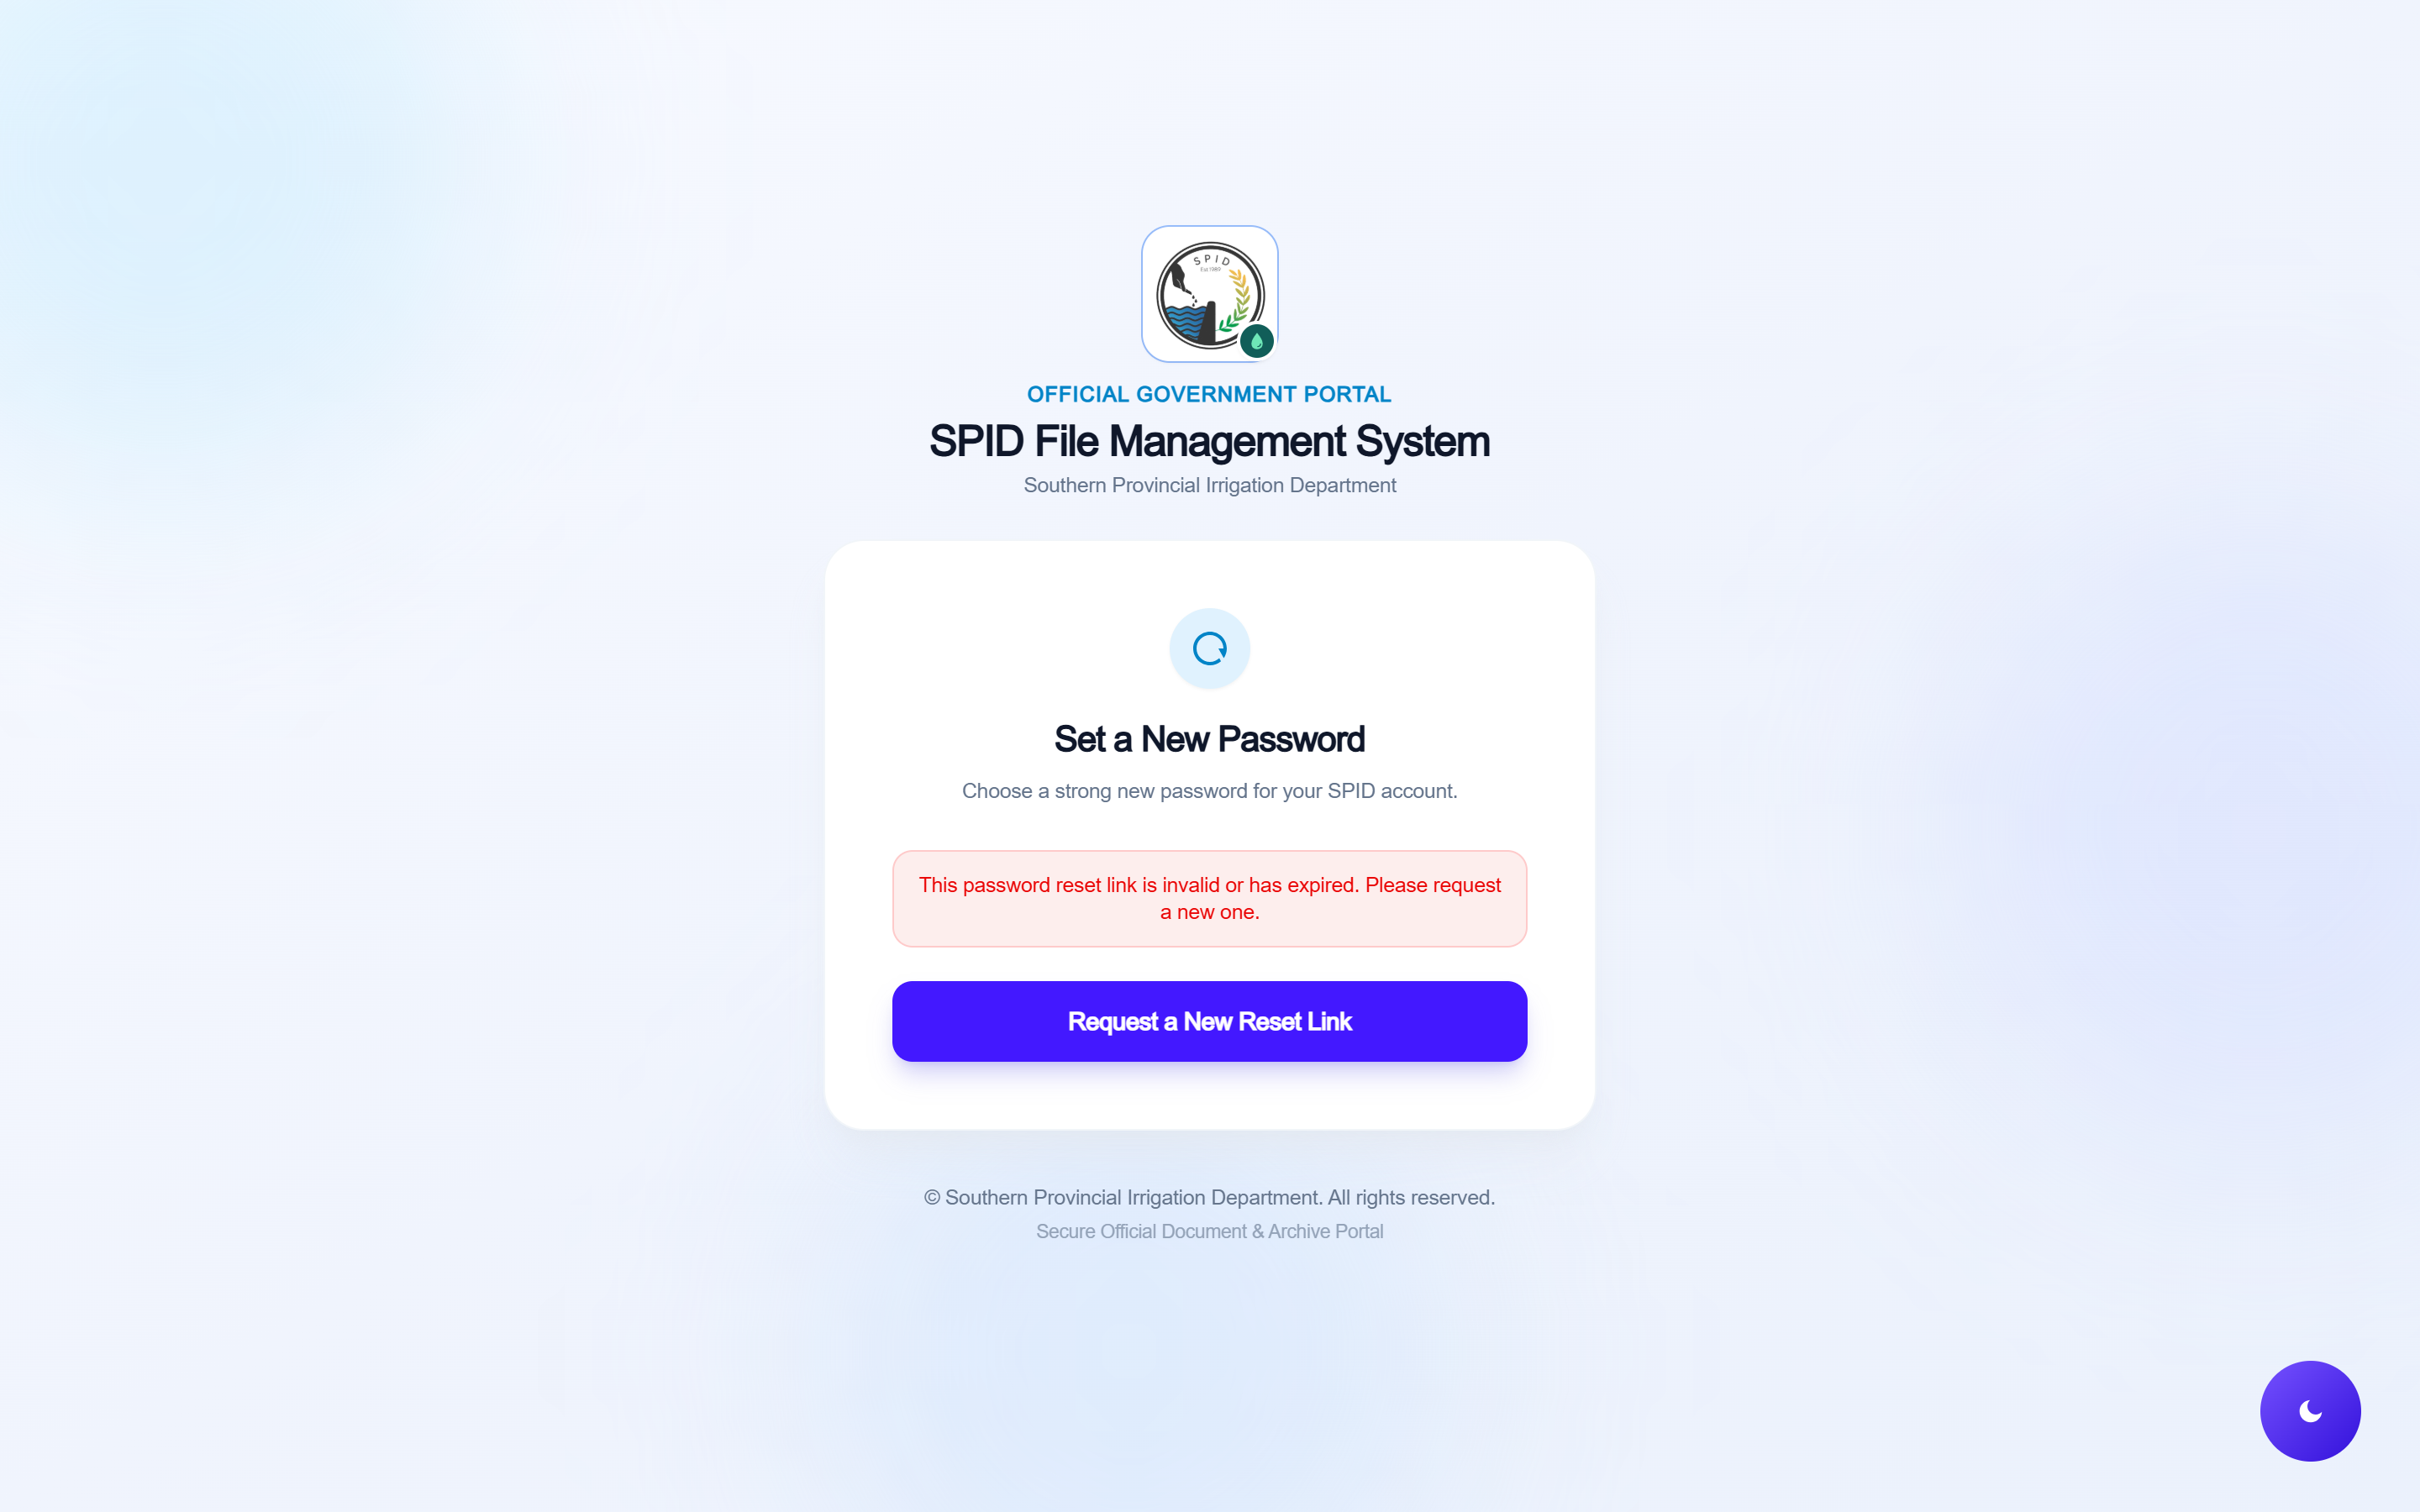 SPID
Est 1989
OFFICIAL GOVERNMENT PORTAL
SPID File Management System
Southern Provincial Irrigation Department
Set a New Password
Choose a strong new password for your SPID account.
This password reset link is invalid or has expired. Please request
a new one.
Request a New Reset Link
© Southern Provincial Irrigation Department. All rights reserved.
Secure Official Document & Archive Portal